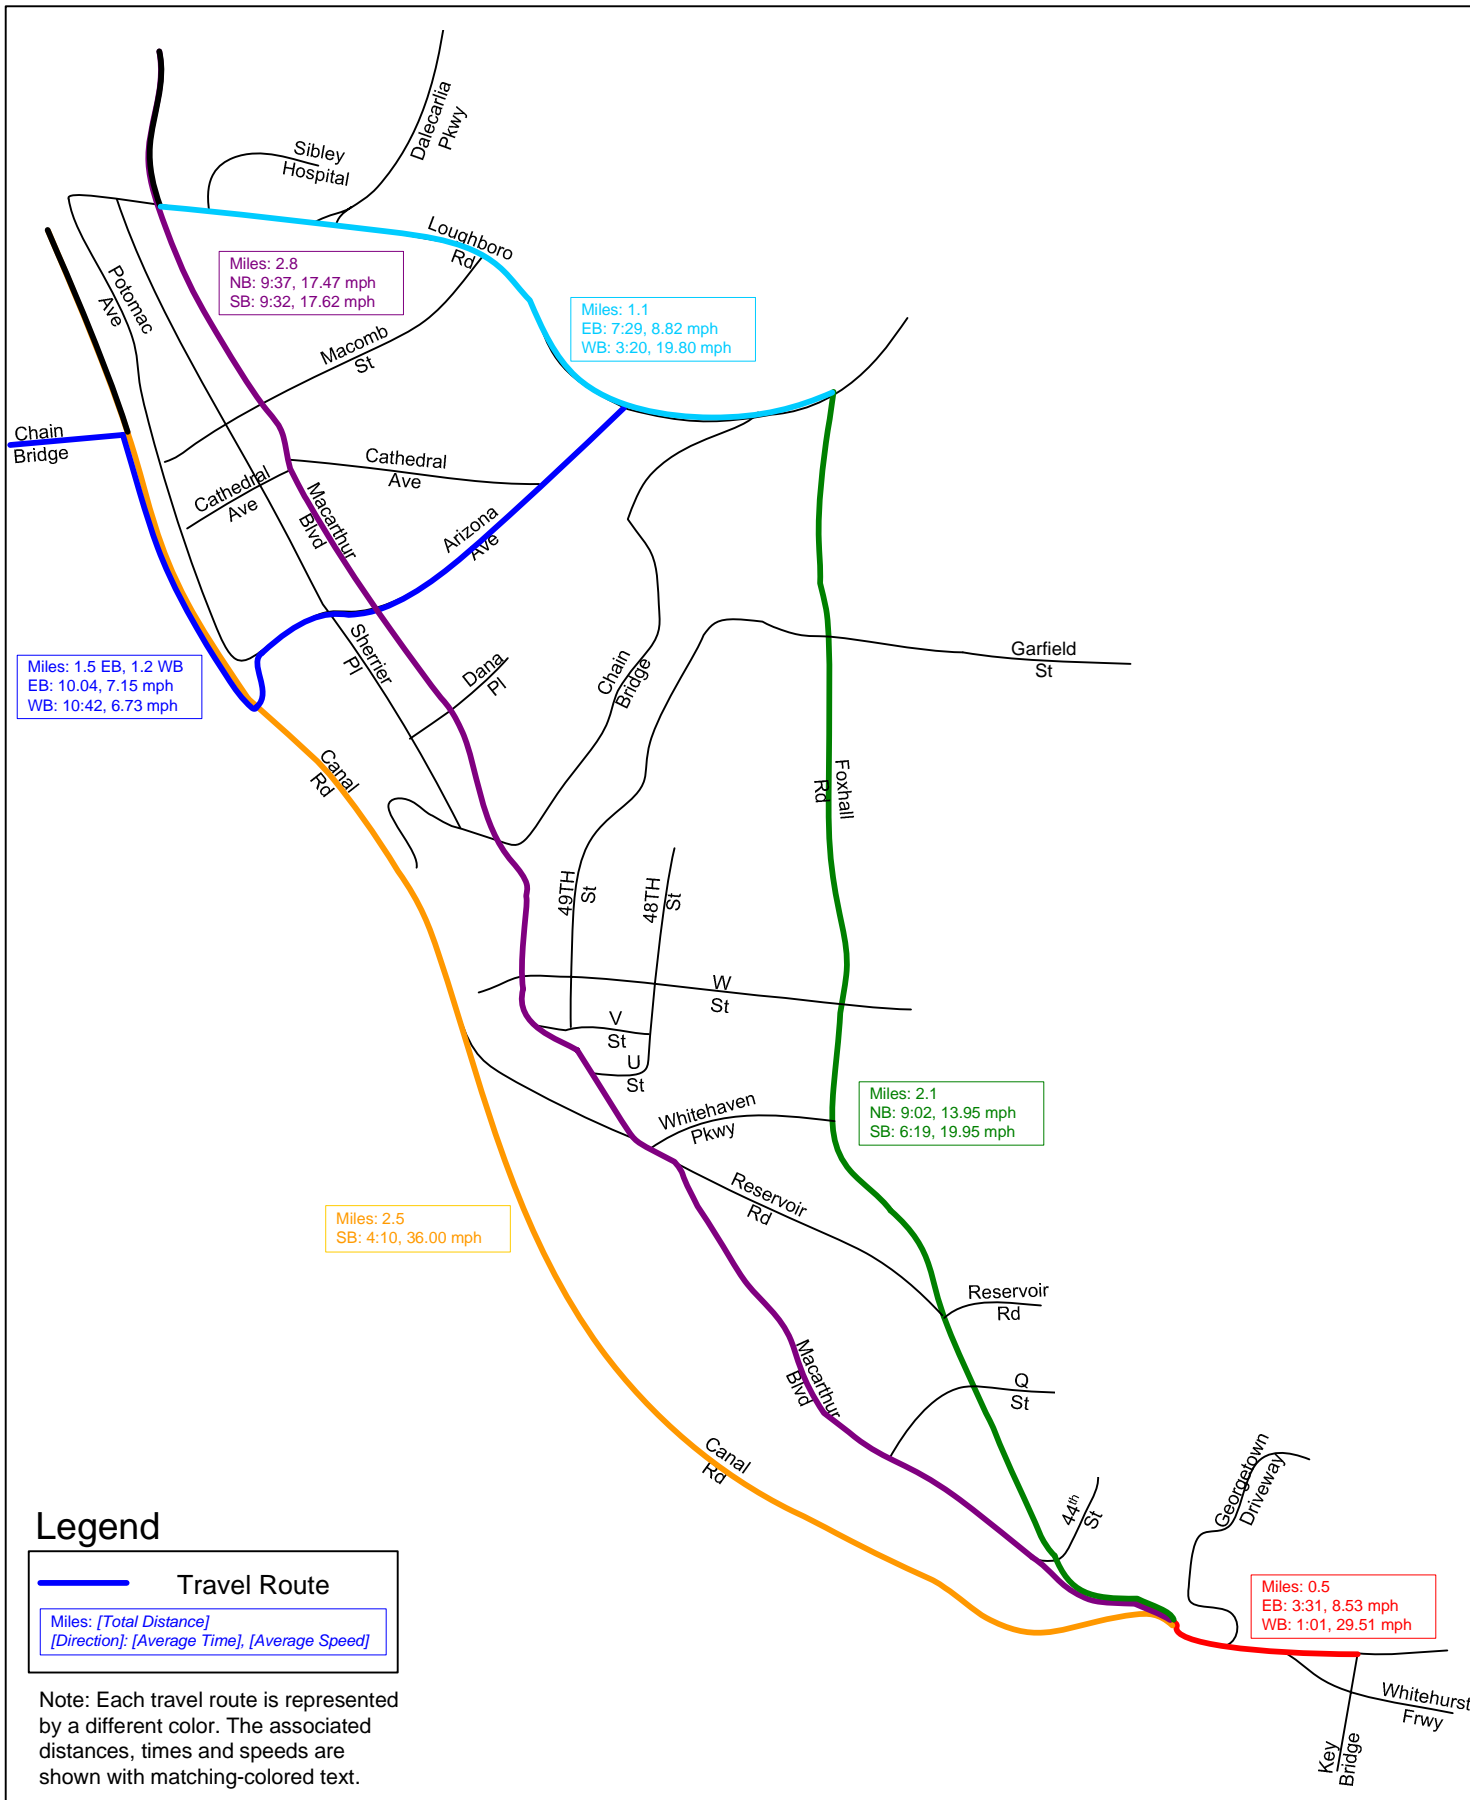 Dalecarlia
Pkwy
Sibley
Hospital
Loughboro
Rd
Miles: 2.8
NB: 9:37, 17.47 mph
SB: 9:32, 17.62 mph
Potomac
Ave
Miles: 1.1
EB: 7:29, 8.82 mph
WB: 3:20, 19.80 mph
Macomb
St
Chain
Bridge
Cathedral
Ave
Cathedral
Ave
Macarthur
Blvd
Arizona
Ave
Sherrier
Pl
Dana
Pl
Chain
Bridge
Garfield
St
Miles: 1.5 EB, 1.2 WB
EB: 10.04, 7.15 mph
WB: 10:42, 6.73 mph
Canal
Rd
Foxhall
Rd
49TH
St
48TH
St
W
St
V
St
U
St
Whitehaven
Pkwy
Miles: 2.1
NB: 9:02, 13.95 mph
SB: 6:19, 19.95 mph
Reservoir
Rd
Miles: 2.5
SB: 4:10, 36.00 mph
Reservoir
Rd
Macarthur
Blvd
Q
St
Canal
Rd
44th
St
Georgetown
Driveway
Miles: 0.5
EB: 3:31, 8.53 mph
WB: 1:01, 29.51 mph
Whitehurst
Frwy
Key
Bridge
Legend
Travel Route
Miles: [Total Distance]
[Direction]: [Average Time], [Average Speed]
Note: Each travel route is represented
by a different color. The associated
distances, times and speeds are
shown with matching-colored text.